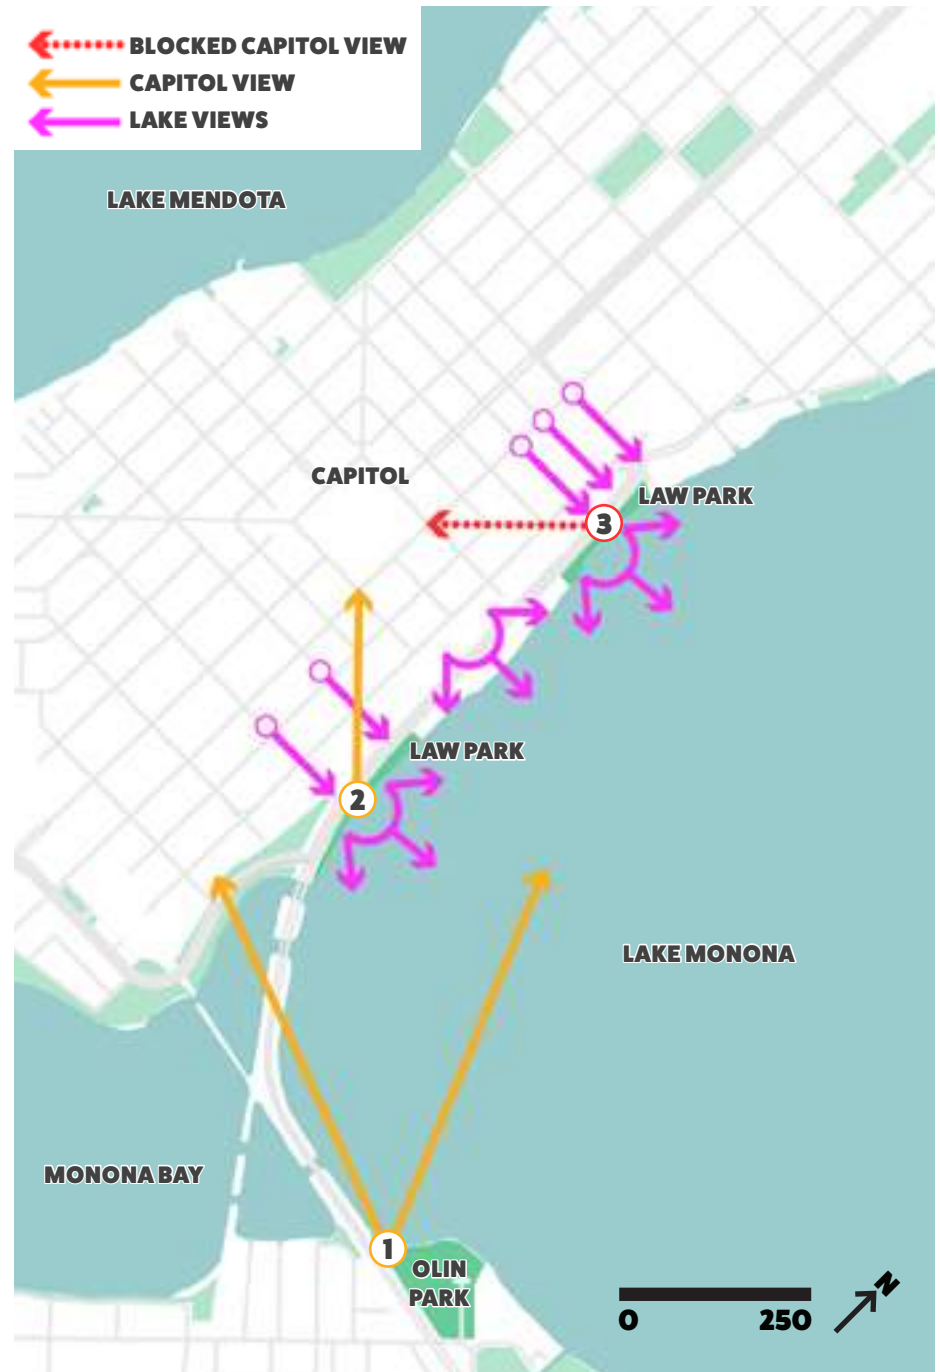 BLOCKED CAPITOL VIEW
CAPITOL VIEW
LAKE VIEWS
LAKE MENDOTA
CAPITOL
LAW PARK
3
LAW PARK
2
LAKE MONONA
MONONA BAY
1
OLIN
PARK
N
0 250